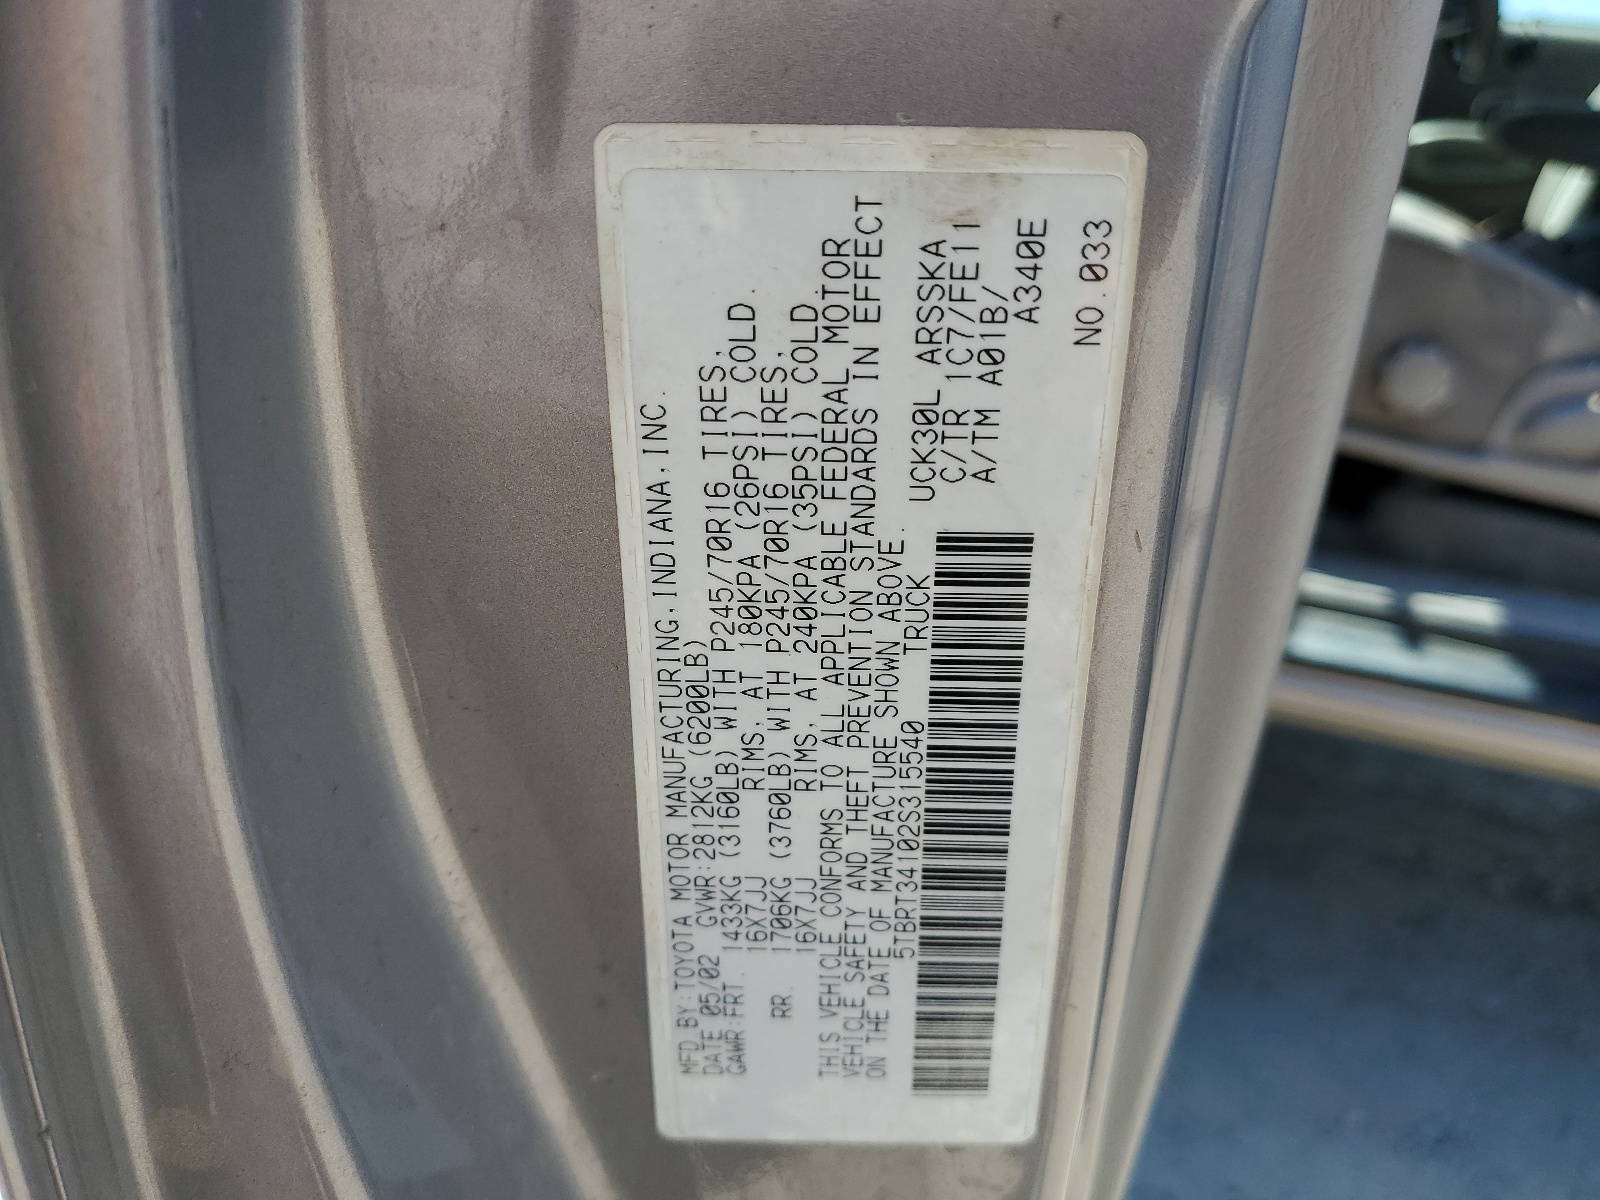 MFD.BY:TOYOTA MOTOR MANUFACTURING,INDIANA,INC.
DATE 05/02 GVWR:2812KG (6200LB)
GAWR:FRT. 1433KG (3160LB) WITH P245/70R16 TIRES,
16X7JJ RIMS, AT 180KPA (26PSI) COLD.
RR. 1706KG (3760LB) WITH P245/70R16 TIRES,
16X7JJ RIMS, AT 240KPA (35PSI) COLD.
THIS VEHICLE CONFORMS TO ALL APPLICABLE FEDERAL MOTOR
VEHICLE SAFETY AND THEFT PREVENTION STANDARDS IN EFFECT
ON THE DATE OF MANUFACTURE SHOWN ABOVE.
5TBRT34102S315540 TRUCK
UCK30L ARSSKA
C/TR 1C7/FE11
A/TM A01B/
A340E
NO.033